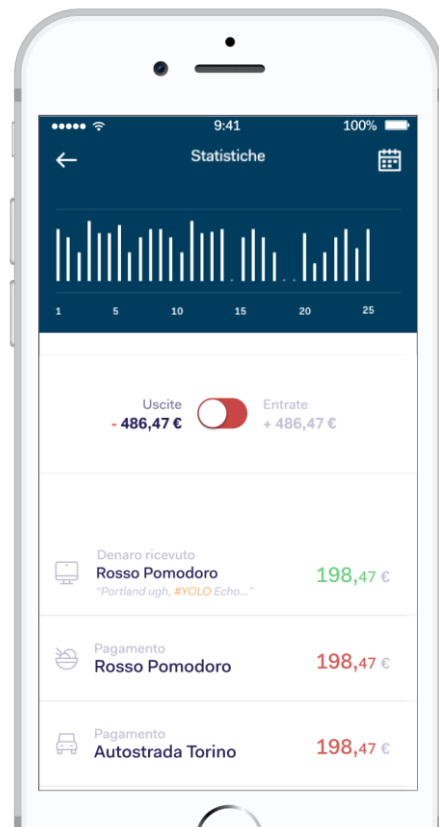 9:41
100%
Statistiche
1 5 10 15 20 25
Uscite
- 486,47 €
Entrate
+ 486,47 €
Denaro ricevuto
Rosso Pomodoro
198,47 €
"Portland ugh, #YOLO Echo..."
Pagamento
Rosso Pomodoro
198,47 €
Pagamento
Autostrada Torino
198,47 €